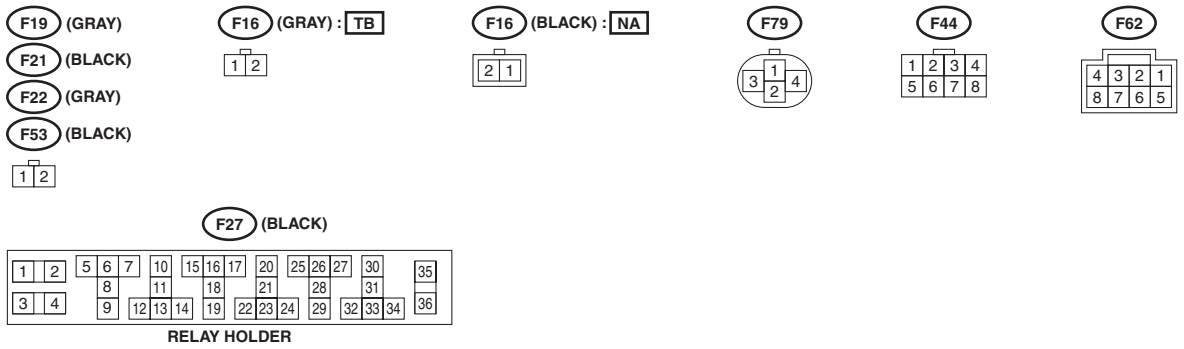 F19 (GRAY)
F21 (BLACK)
F22 (GRAY)
F53 (BLACK)
1 2
F16 (GRAY) : TB
1 2
F16 (BLACK) : NA
2 1
F79
1
3 4
2
F44
1 2 3 4
5 6 7 8
F62
4 3 2 1
8 7 6 5
F27 (BLACK)
1 2 5 6 7 10 15 16 17 20 25 26 27 30 35
8 11 18 21 28 31
3 4 9 12 13 14 19 22 23 24 29 32 33 34 36
RELAY HOLDER